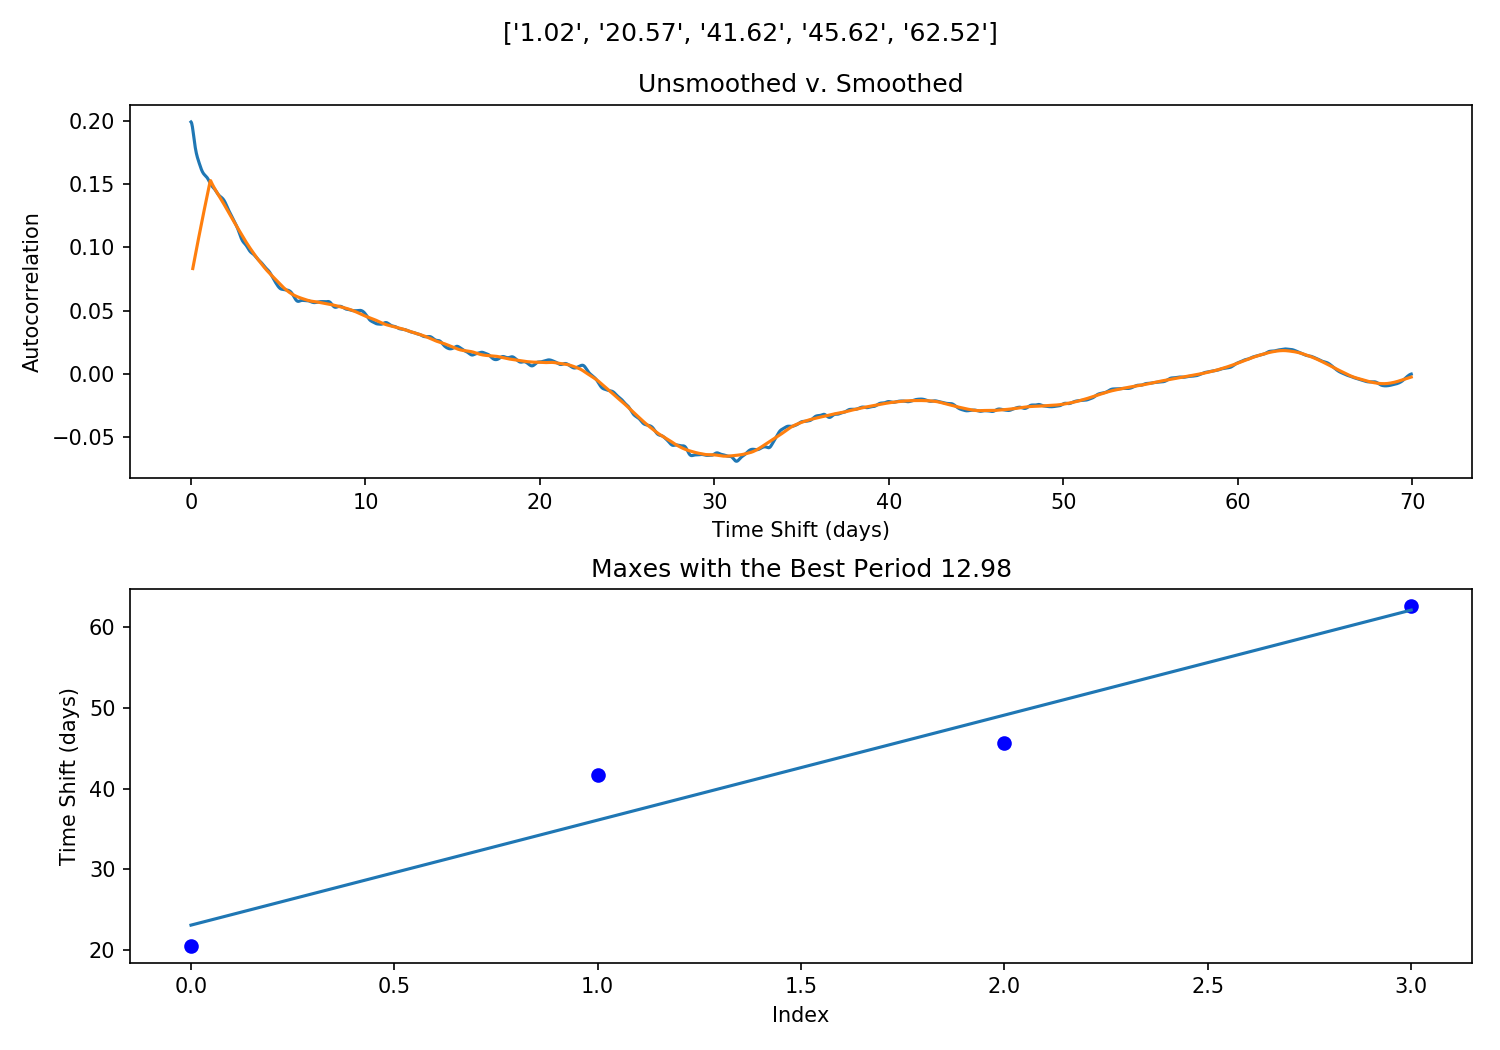 ['1.02', '20.57', '41.62', '45.62', '62.52']
Unsmoothed v. Smoothed
0.20
0.15
0.10
0.05
0.00
−0.05
Autocorrelation
0 10 20 30 40 50 60 70
Time Shift (days)
Maxes with the Best Period 12.98
60
50
40
30
20
Time Shift (days)
0.0 0.5 1.0 1.5 2.0 2.5 3.0
Index